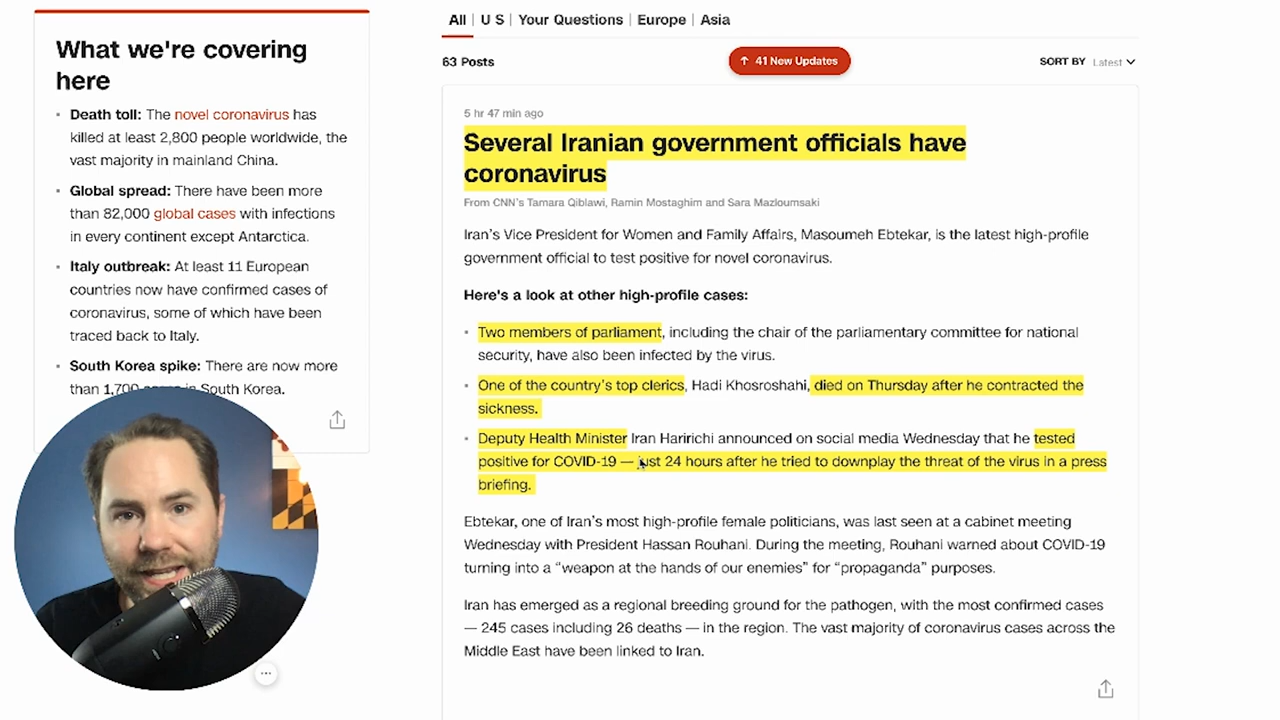 What we're covering
here
• Death toll: The novel coronavirus has
killed at least 2,800 people worldwide, the
vast majority in mainland China.
• Global spread: There have been more
than 82,000 global cases with infections
in every continent except Antarctica.
• Italy outbreak: At least 11 European
countries now have confirmed cases of
coronavirus, some of which have been
traced back to Italy.
• South Korea spike: There are now more
than 1,700 cases in South Korea.
All | U S | Your Questions | Europe | Asia
63 Posts
↑ 41 New Updates
SORT BY Latest
5 hr 47 min ago
Several Iranian government officials have
coronavirus
From CNN's Tamara Qiblawi, Ramin Mostaghim and Sara Mazloumsaki
Iran's Vice President for Women and Family Affairs, Masoumeh Ebtekar, is the latest high-profile
government official to test positive for novel coronavirus.
Here's a look at other high-profile cases:
• Two members of parliament, including the chair of the parliamentary committee for national
security, have also been infected by the virus.
• One of the country's top clerics, Hadi Khosroshahi, died on Thursday after he contracted the
sickness.
• Deputy Health Minister Iran Haririchi announced on social media Wednesday that he tested
positive for COVID-19 — just 24 hours after he tried to downplay the threat of the virus in a press
briefing.
Ebtekar, one of Iran's most high-profile female politicians, was last seen at a cabinet meeting
Wednesday with President Hassan Rouhani. During the meeting, Rouhani warned about COVID-19
turning into a “weapon at the hands of our enemies” for “propaganda” purposes.
Iran has emerged as a regional breeding ground for the pathogen, with the most confirmed cases
— 245 cases including 26 deaths — in the region. The vast majority of coronavirus cases across the
Middle East have been linked to Iran.